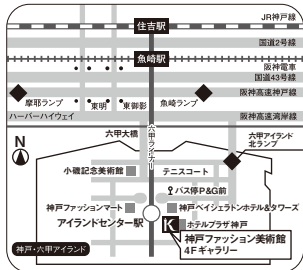 JR神戸線
住吉駅
国道2号線
魚崎駅
阪神電車
国道43号線
阪神高速神戸線
摩耶ランプ
東明
東御影
魚崎ランプ
ハーバーハイウェイ
阪神高速湾岸線
六甲大橋
六甲ライナー
六甲アイランド
北ランプ
N
小磯記念美術館
テニスコート
バス停P&G前
神戸ファッションマート
神戸ベイシェラトンホテル&タワーズ
アイランドセンター駅
K
ホテルプラザ神戸
神戸・六甲アイランド
神戸ファッション美術館
4Fギャラリー